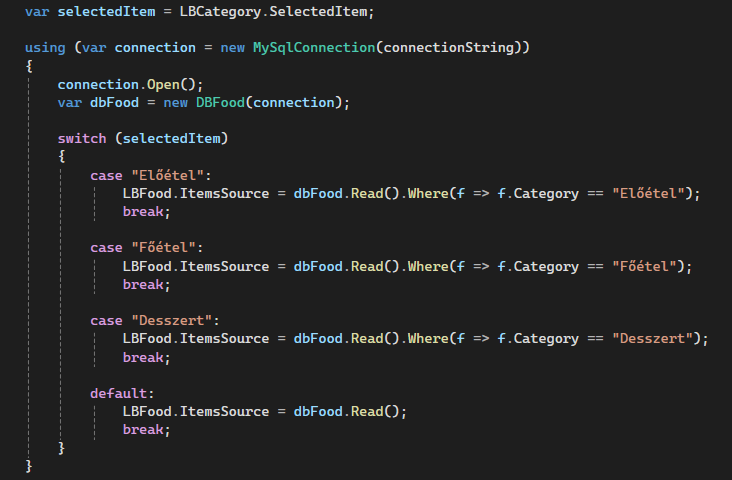 var selectedItem = LBCategory.SelectedItem;
using (var connection = new MySqlConnection(connectionString))
{
connection.Open();
var dbFood = new DBFood(connection);
switch (selectedItem)
{
case "Előétel":
LBFood.ItemsSource = dbFood.Read().Where(f => f.Category == "Előétel");
break;
case "Főétel":
LBFood.ItemsSource = dbFood.Read().Where(f => f.Category == "Főétel");
break;
case "Desszert":
LBFood.ItemsSource = dbFood.Read().Where(f => f.Category == "Desszert");
break;
default:
LBFood.ItemsSource = dbFood.Read();
break;
}
}